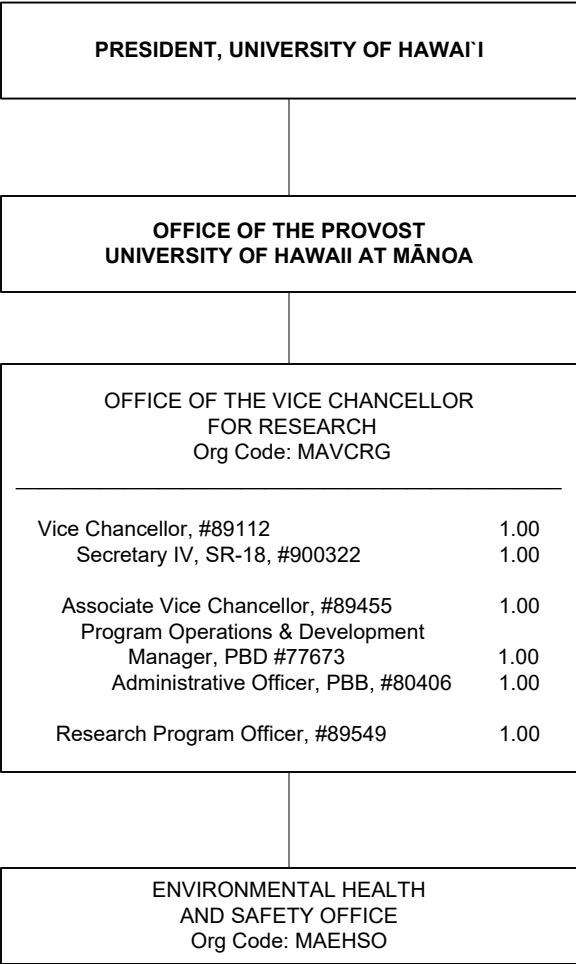 PRESIDENT, UNIVERSITY OF HAWAI`I
OFFICE OF THE PROVOST
UNIVERSITY OF HAWAII AT MĀNOA
OFFICE OF THE VICE CHANCELLOR
FOR RESEARCH
Org Code: MAVCRG
Vice Chancellor, #89112 1.00
Secretary IV, SR-18, #900322 1.00
Associate Vice Chancellor, #89455 1.00
Program Operations & Development
Manager, PBD #77673 1.00
Administrative Officer, PBB, #80406 1.00
Research Program Officer, #89549 1.00
ENVIRONMENTAL HEALTH
AND SAFETY OFFICE
Org Code: MAEHSO